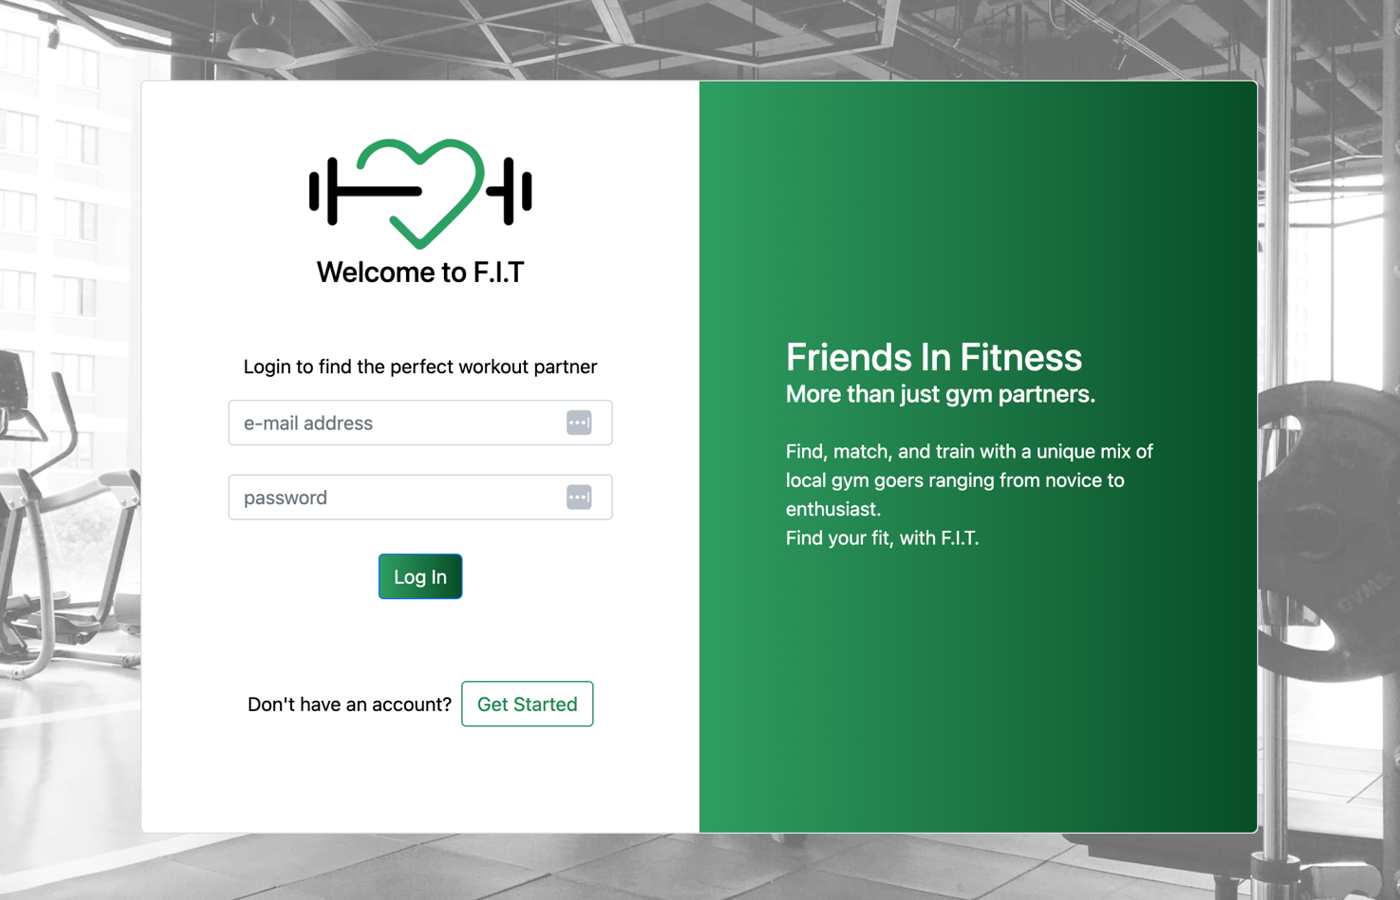 Welcome to F.I.T
Login to find the perfect workout partner
e-mail address
password
Log In
Don't have an account? Get Started
Friends In Fitness
More than just gym partners.
Find, match, and train with a unique mix of
local gym goers ranging from novice to
enthusiast.
Find your fit, with F.I.T.